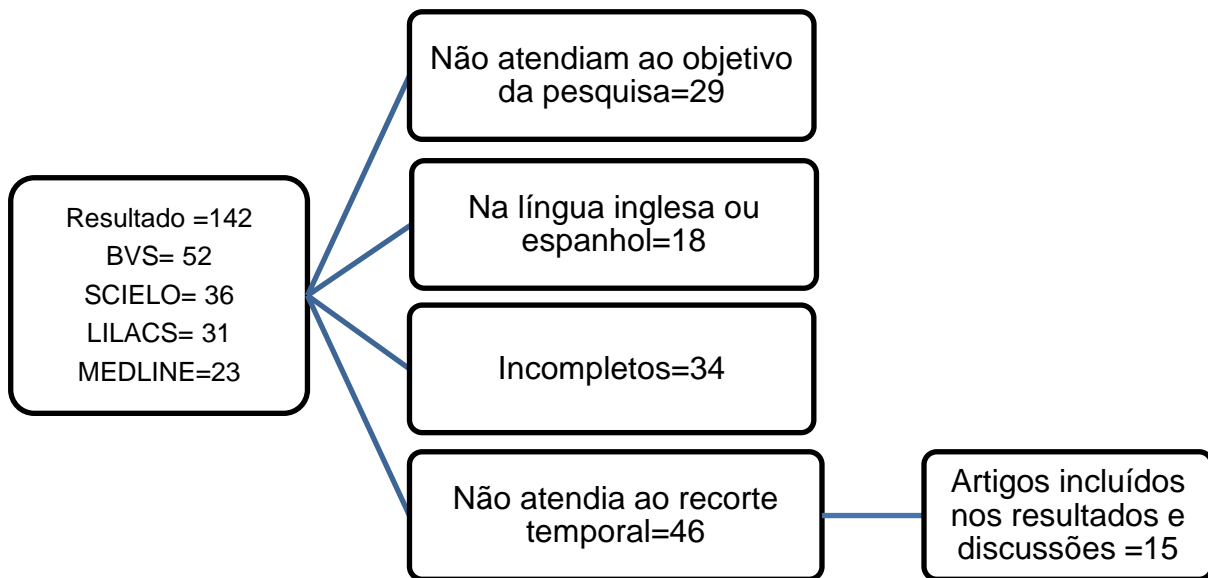 Resultado =142
BVS= 52
SCIELO= 36
LILACS= 31
MEDLINE=23
Não atendiam ao objetivo
da pesquisa=29
Na língua inglesa ou
espanhol=18
Incompletos=34
Não atendia ao recorte
temporal=46
Artigos incluídos
nos resultados e
discussões =15